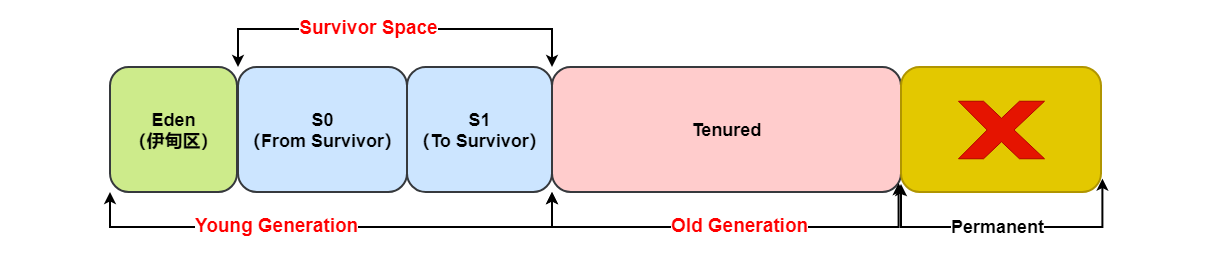 Survivor Space
Eden
（伊甸区）
S0
（From Survivor）
S1
（To Survivor）
Tenured
Young Generation
Old Generation
Permanent